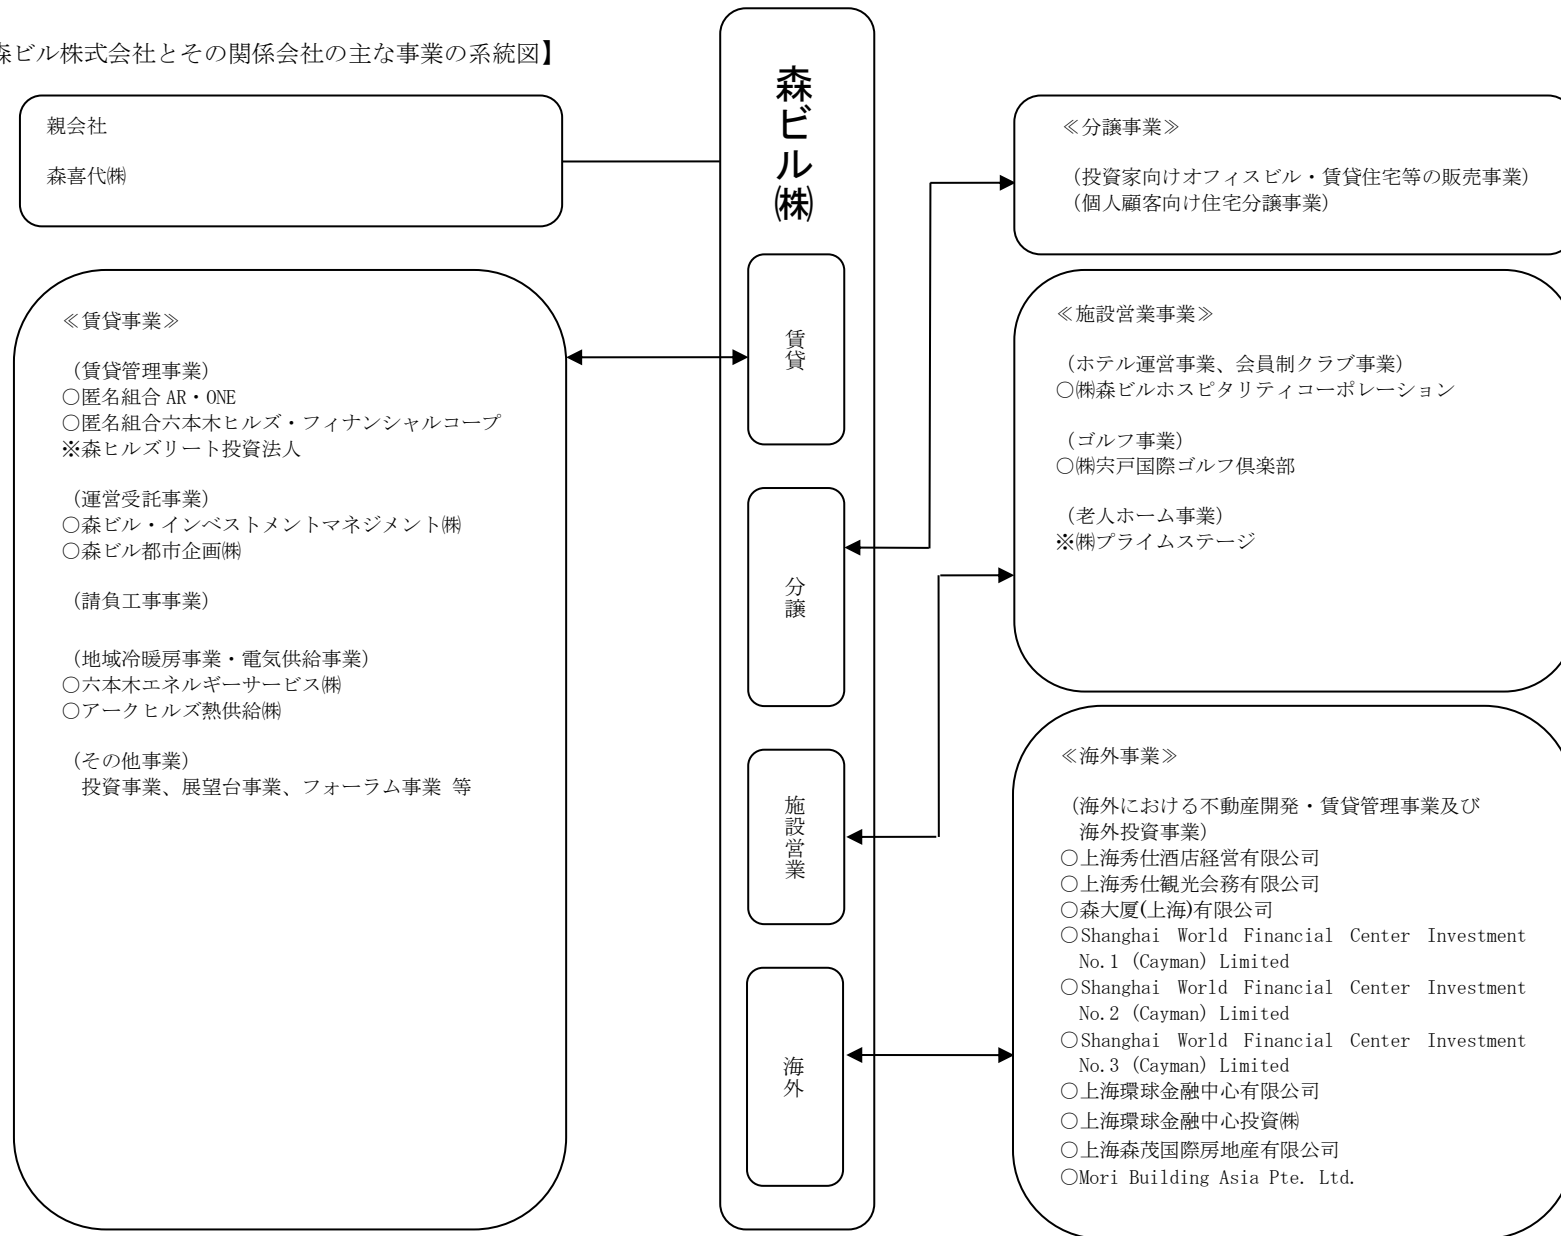 森ビル株式会社とその関係会社の主な事業の系統図】
親会社
森喜代㈱
≪賃貸事業≫
（賃貸管理事業）
○匿名組合 AR・ONE
○匿名組合六本木ヒルズ・フィナンシャルコープ
※森ヒルズリート投資法人
（運営受託事業）
○森ビル・インベストメントマネジメント㈱
○森ビル都市企画㈱
（請負工事事業）
（地域冷暖房事業・電気供給事業）
○六本木エネルギーサービス㈱
○アークヒルズ熱供給㈱
（その他事業）
投資事業、展望台事業、フォーラム事業 等
森ビル㈱
賃貸
分譲
施設営業
海外
≪分譲事業≫
（投資家向けオフィスビル・賃貸住宅等の販売事業）
（個人顧客向け住宅分譲事業）
≪施設営業事業≫
（ホテル運営事業、会員制クラブ事業）
○㈱森ビルホスピタリティコーポレーション
（ゴルフ事業）
○㈱宍戸国際ゴルフ倶楽部
（老人ホーム事業）
※㈱プライムステージ
≪海外事業≫
（海外における不動産開発・賃貸管理事業及び
海外投資事業）
○上海秀仕酒店経営有限公司
○上海秀仕観光会務有限公司
○森大厦(上海)有限公司
○Shanghai World Financial Center Investment
No.1 (Cayman) Limited
○Shanghai World Financial Center Investment
No.2 (Cayman) Limited
○Shanghai World Financial Center Investment
No.3 (Cayman) Limited
○上海環球金融中心有限公司
○上海環球金融中心投資㈱
○上海森茂国際房地産有限公司
○Mori Building Asia Pte. Ltd.